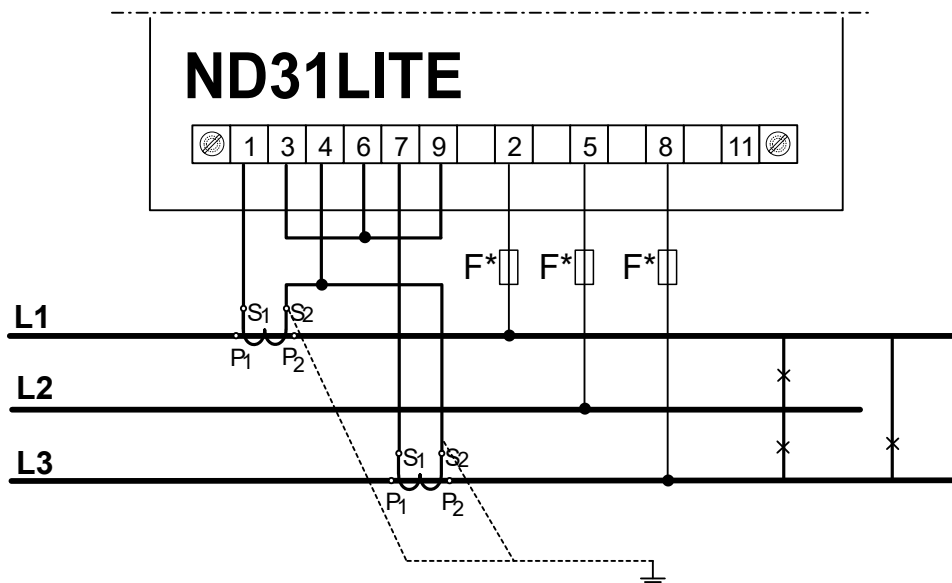 ND31LITE
1 3 4 6 7 9 2 5 8 11
F* F* F*
S1 S2
L1
P1 P2
L2
S1 S2
L3
P1 P2